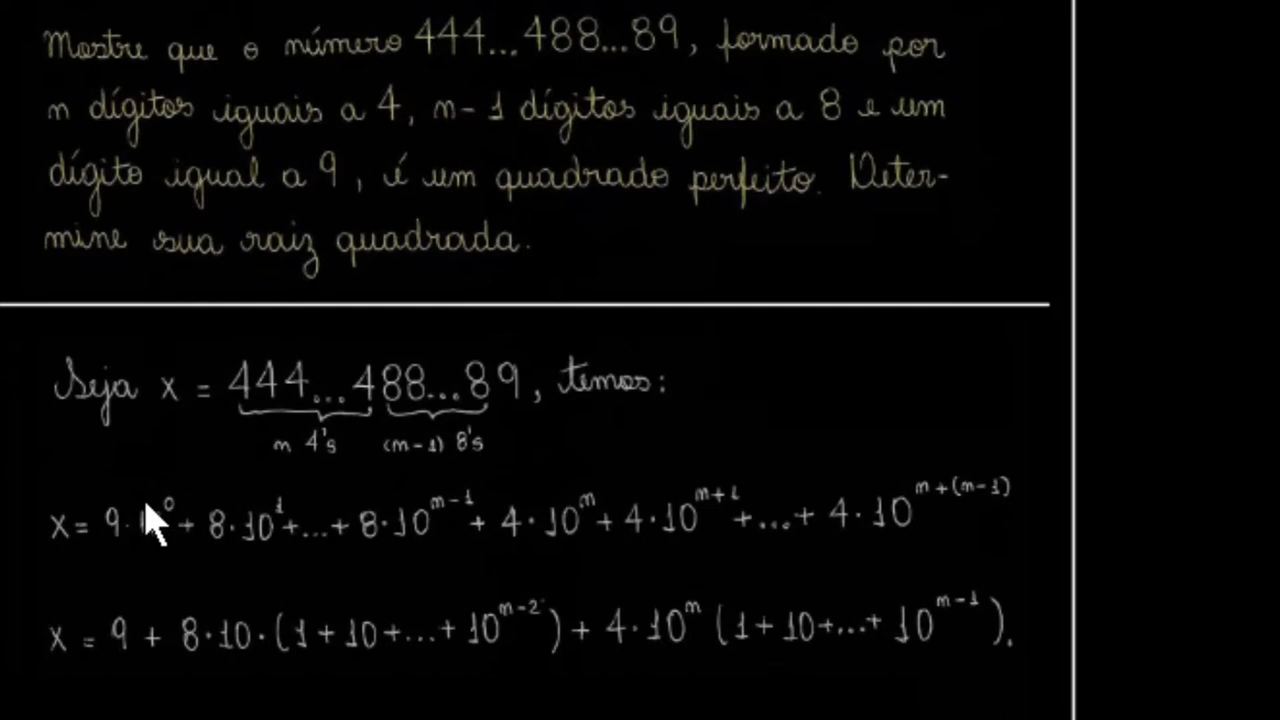 Mostre que o número 444...488...89, formado por
n dígitos iguais a 4, n-1 dígitos iguais a 8 e um
dígito igual a 9, é um quadrado perfeito. Deter-
mine sua raiz quadrada.
Seja x = 444...488...89, temos:
n 4's (n-1) 8's
x = 9·10⁰ + 8·10¹ + ... + 8·10ⁿ⁻¹ + 4·10ⁿ + 4·10ⁿ⁺¹ + ... + 4·10ⁿ⁺⁽ⁿ⁻¹⁾
x = 9 + 8·10·(1+10+...+10ⁿ⁻²) + 4·10ⁿ(1+10+...+10ⁿ⁻¹).